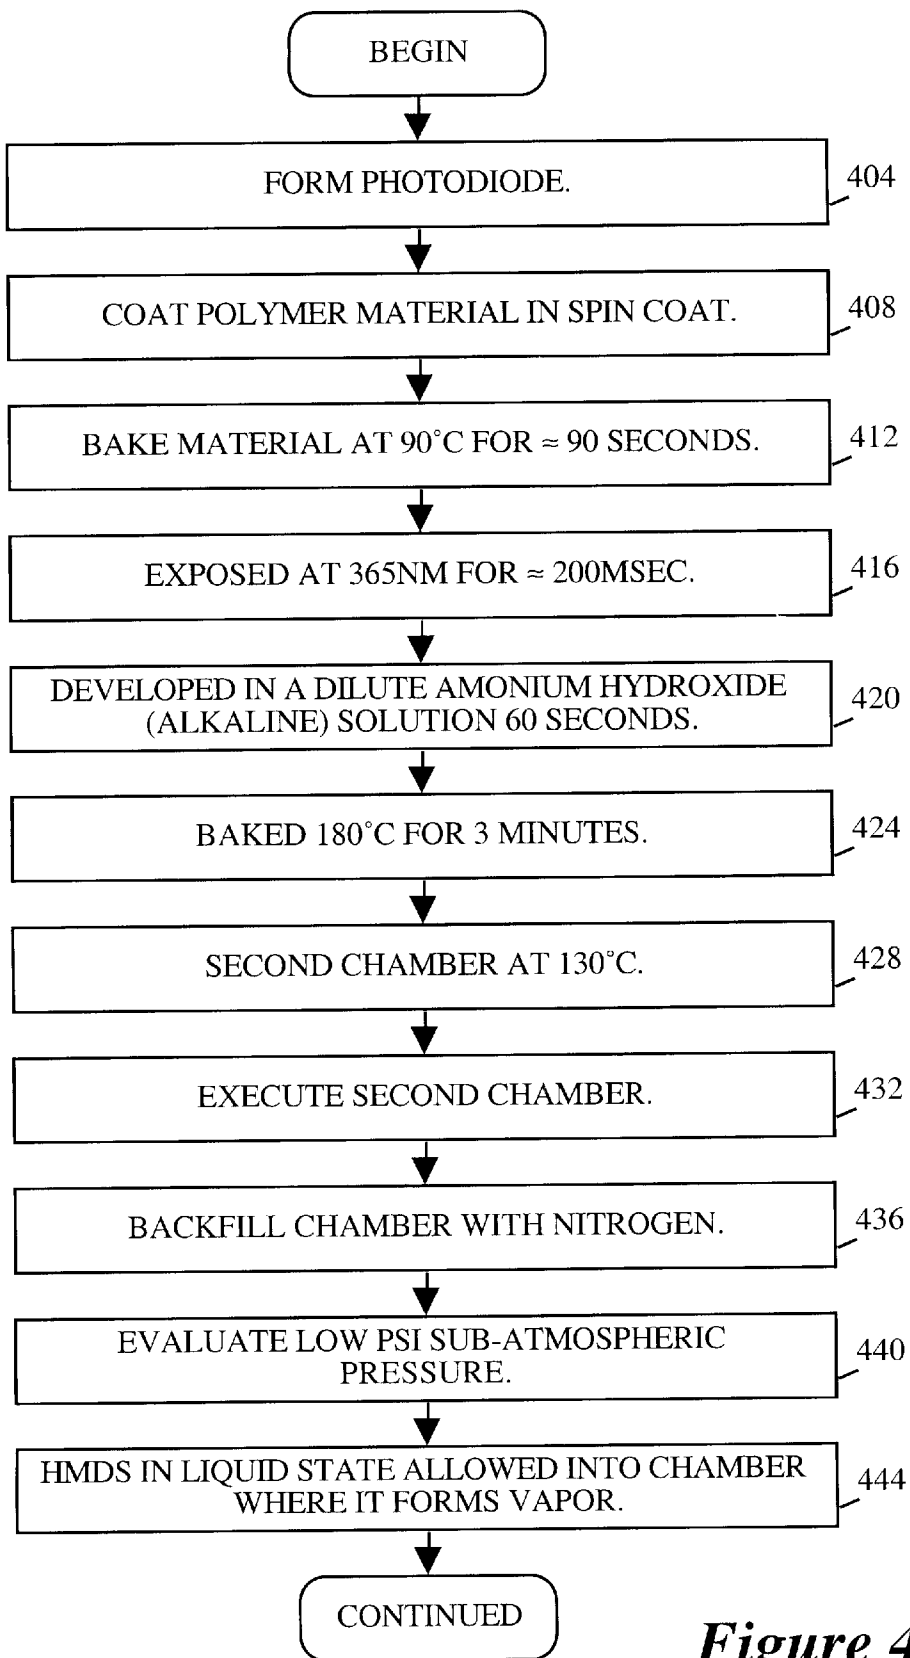 BEGIN
FORM PHOTODIODE.
404
COAT POLYMER MATERIAL IN SPIN COAT.
408
BAKE MATERIAL AT 90°C FOR ≈ 90 SECONDS.
412
EXPOSED AT 365NM FOR ≈ 200MSEC.
416
DEVELOPED IN A DILUTE AMONIUM HYDROXIDE
(ALKALINE) SOLUTION 60 SECONDS.
420
BAKED 180°C FOR 3 MINUTES.
424
SECOND CHAMBER AT 130°C.
428
EXECUTE SECOND CHAMBER.
432
BACKFILL CHAMBER WITH NITROGEN.
436
EVALUATE LOW PSI SUB-ATMOSPHERIC
PRESSURE.
440
HMDS IN LIQUID STATE ALLOWED INTO CHAMBER
WHERE IT FORMS VAPOR.
444
CONTINUED
Figure 4